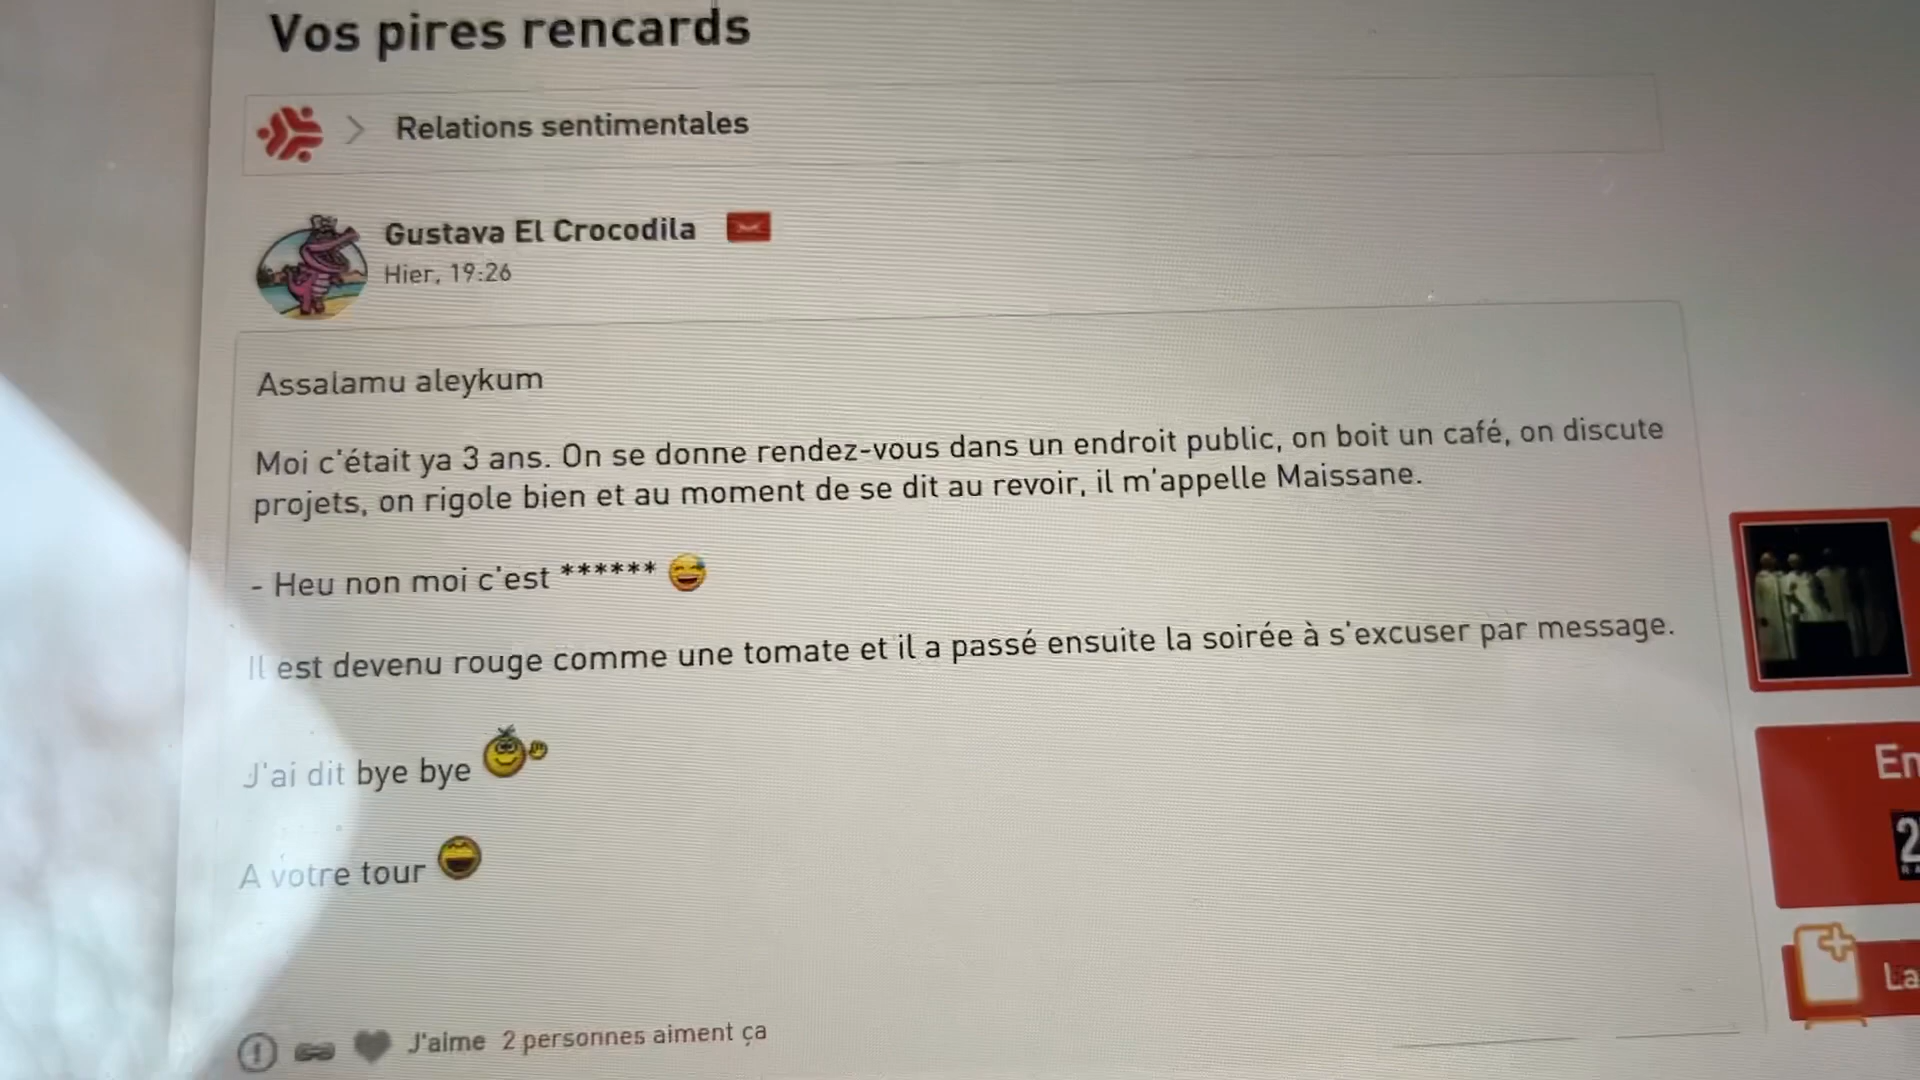 Vos pires rencards
Relations sentimentales
Gustava El Crocodila
Hier, 19:26
Assalamu aleykum
Moi c'était ya 3 ans. On se donne rendez-vous dans un endroit public, on boit un café, on discute
projets, on rigole bien et au moment de se dit au revoir, il m'appelle Maissane.
- Heu non moi c'est ******
Il est devenu rouge comme une tomate et il a passé ensuite la soirée à s'excuser par message.
J'ai dit bye bye
A votre tour
J'aime 2 personnes aiment ça
En
2
La